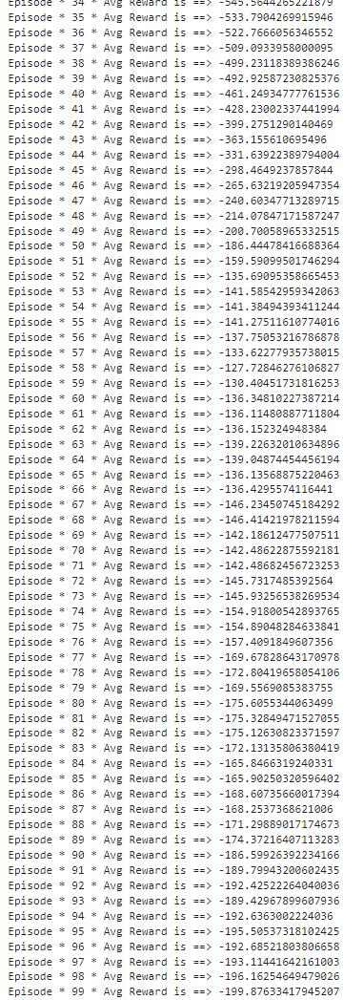 Episode * 34 * Avg Reward is ==> -545.5644265221879
Episode * 35 * Avg Reward is ==> -533.7904269915946
Episode * 36 * Avg Reward is ==> -522.7666056346552
Episode * 37 * Avg Reward is ==> -509.0933958000095
Episode * 38 * Avg Reward is ==> -499.23118389386246
Episode * 39 * Avg Reward is ==> -492.92587230825376
Episode * 40 * Avg Reward is ==> -461.24934777761536
Episode * 41 * Avg Reward is ==> -428.23002337441994
Episode * 42 * Avg Reward is ==> -399.2751290140469
Episode * 43 * Avg Reward is ==> -363.155610695496
Episode * 44 * Avg Reward is ==> -331.63922389794004
Episode * 45 * Avg Reward is ==> -298.4649237857844
Episode * 46 * Avg Reward is ==> -265.63219205947354
Episode * 47 * Avg Reward is ==> -240.60347713289715
Episode * 48 * Avg Reward is ==> -214.07847171587247
Episode * 49 * Avg Reward is ==> -200.70058965332515
Episode * 50 * Avg Reward is ==> -186.44478416688364
Episode * 51 * Avg Reward is ==> -159.59099501746294
Episode * 52 * Avg Reward is ==> -135.69095358665453
Episode * 53 * Avg Reward is ==> -141.58542959342063
Episode * 54 * Avg Reward is ==> -141.38494393411244
Episode * 55 * Avg Reward is ==> -141.27511610774016
Episode * 56 * Avg Reward is ==> -137.75053216786878
Episode * 57 * Avg Reward is ==> -133.62277935738015
Episode * 58 * Avg Reward is ==> -127.72846276106827
Episode * 59 * Avg Reward is ==> -130.40451731816253
Episode * 60 * Avg Reward is ==> -136.34810227387214
Episode * 61 * Avg Reward is ==> -136.11480887711804
Episode * 62 * Avg Reward is ==> -136.152324948384
Episode * 63 * Avg Reward is ==> -139.22632010634896
Episode * 64 * Avg Reward is ==> -139.04874454456194
Episode * 65 * Avg Reward is ==> -136.13568875220463
Episode * 66 * Avg Reward is ==> -136.4295574116441
Episode * 67 * Avg Reward is ==> -146.23450745184292
Episode * 68 * Avg Reward is ==> -146.41421978211594
Episode * 69 * Avg Reward is ==> -142.18612477507511
Episode * 70 * Avg Reward is ==> -142.48622875592181
Episode * 71 * Avg Reward is ==> -142.48682456723253
Episode * 72 * Avg Reward is ==> -145.7317485392564
Episode * 73 * Avg Reward is ==> -145.93256538269534
Episode * 74 * Avg Reward is ==> -154.91800542893765
Episode * 75 * Avg Reward is ==> -154.89048284633841
Episode * 76 * Avg Reward is ==> -157.4091849607356
Episode * 77 * Avg Reward is ==> -169.67828643170978
Episode * 78 * Avg Reward is ==> -172.80419658054106
Episode * 79 * Avg Reward is ==> -169.5569085383755
Episode * 80 * Avg Reward is ==> -175.6055344063499
Episode * 81 * Avg Reward is ==> -175.32849471527055
Episode * 82 * Avg Reward is ==> -175.12630823371597
Episode * 83 * Avg Reward is ==> -172.13135806380419
Episode * 84 * Avg Reward is ==> -165.8466319240331
Episode * 85 * Avg Reward is ==> -165.90250320596402
Episode * 86 * Avg Reward is ==> -168.60735660017394
Episode * 87 * Avg Reward is ==> -168.2537368621006
Episode * 88 * Avg Reward is ==> -171.29889017174673
Episode * 89 * Avg Reward is ==> -174.37216407113283
Episode * 90 * Avg Reward is ==> -186.59926392234166
Episode * 91 * Avg Reward is ==> -189.79943200602435
Episode * 92 * Avg Reward is ==> -192.42522264040036
Episode * 93 * Avg Reward is ==> -189.42967899607936
Episode * 94 * Avg Reward is ==> -192.6363002224036
Episode * 95 * Avg Reward is ==> -195.50537318102425
Episode * 96 * Avg Reward is ==> -192.68521803806658
Episode * 97 * Avg Reward is ==> -193.11441642161003
Episode * 98 * Avg Reward is ==> -196.16254649479026
Episode * 99 * Avg Reward is ==> -199.87633417945207